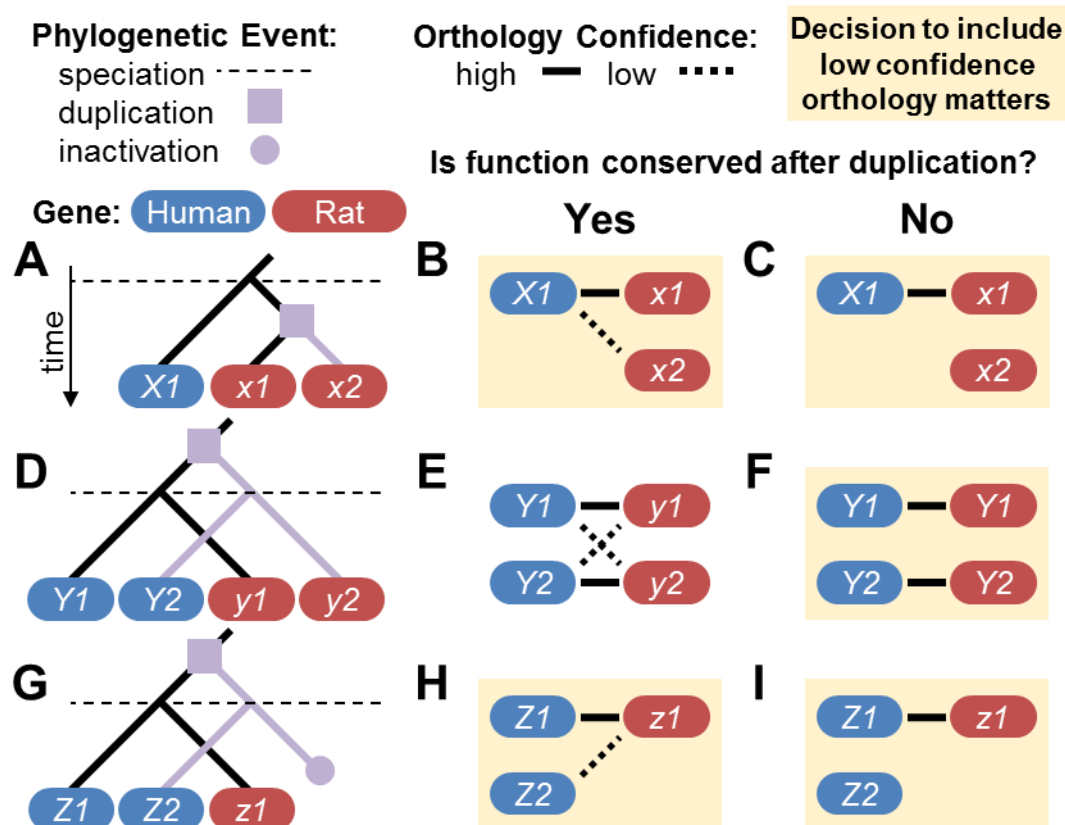 Phylogenetic Event:
speciation
duplication
inactivation
Orthology Confidence:
high low
Decision to include
low confidence
orthology matters
Is function conserved after duplication?
Gene: Human Rat
Yes No
A
time
X1 x1 x2
B
X1 x1
x2
C
X1 x1
x2
D
Y1 Y2 y1 y2
E
Y1 y1
Y2 y2
F
Y1 Y1
Y2 Y2
G
Z1 Z2 z1
H
Z1 z1
Z2
I
Z1 z1
Z2